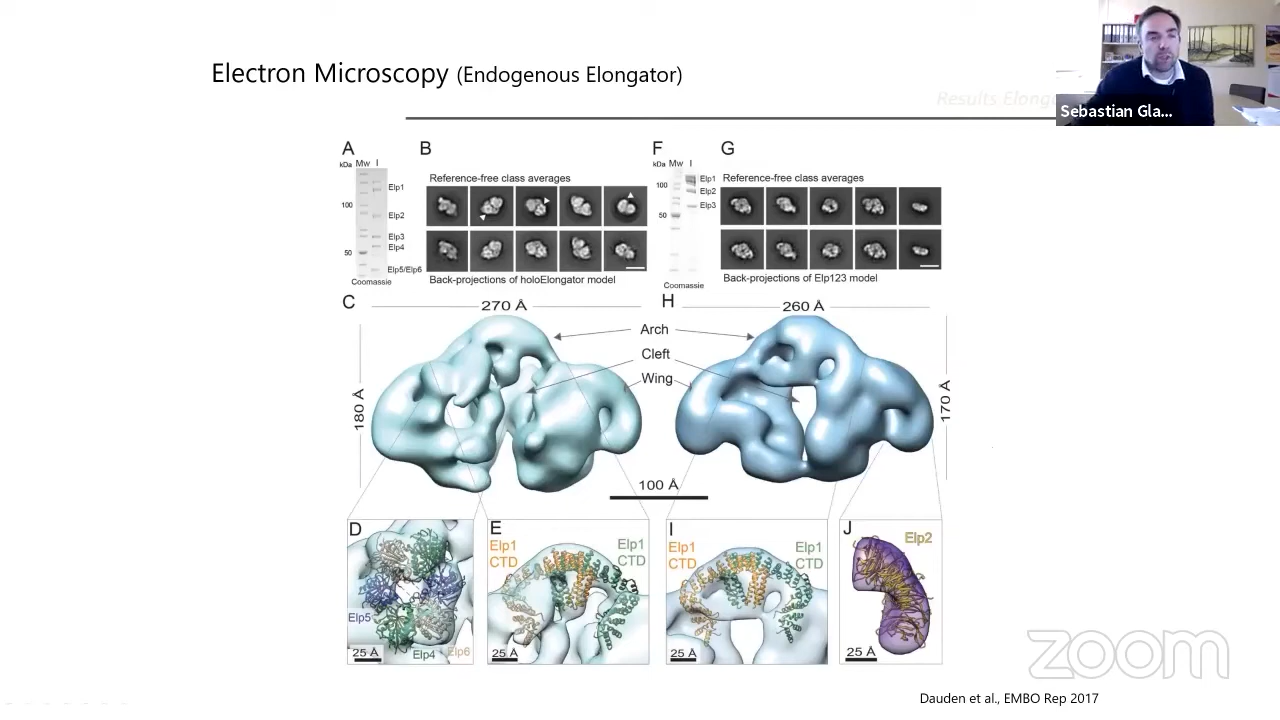 Electron Microscopy (Endogenous Elongator)
Results Elong
Sebastian Gla...
A
kDa Mw I
Elp1
100
Elp2
Elp3
Elp4
50
Elp5/Elp6
Coomassie
B
Reference-free class averages
Back-projections of holoElongator model
F
kDa Mw I
Elp1
100
Elp2
Elp3
50
Coomassie
G
Reference-free class averages
Back-projections of Elp123 model
C
270 Å
180 Å
H
260 Å
170 Å
Arch
Cleft
Wing
100 Å
D
Elp5
Elp4 Elp6
25 Å
E
Elp1 CTD
Elp1 CTD
25 Å
I
Elp1 CTD
Elp1 CTD
25 Å
J
Elp2
25 Å
zoom
Dauden et al., EMBO Rep 2017